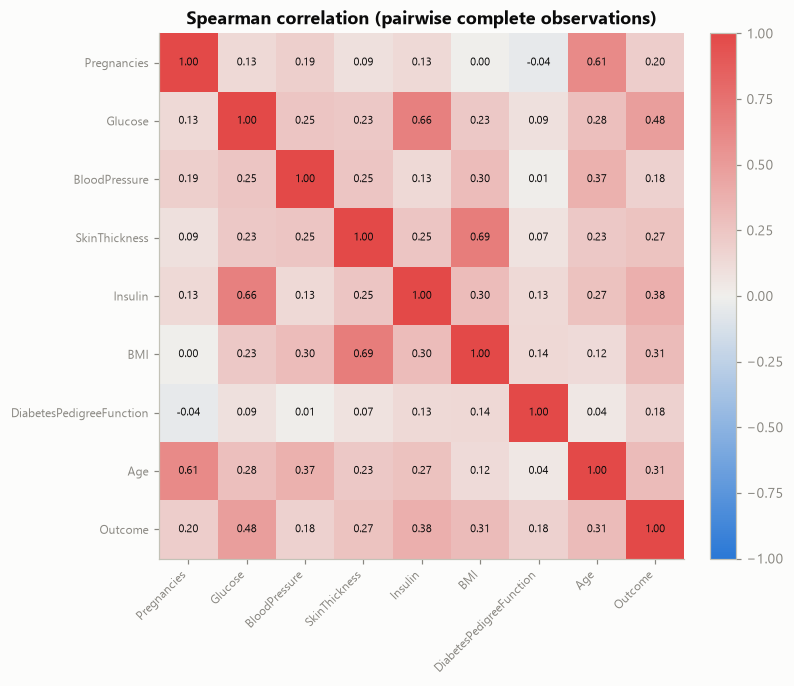 Spearman correlation (pairwise complete observations)
Pregnancies 1.00 0.13 0.19 0.09 0.13 0.00 -0.04 0.61 0.20
Glucose 0.13 1.00 0.25 0.23 0.66 0.23 0.09 0.28 0.48
BloodPressure 0.19 0.25 1.00 0.25 0.13 0.30 0.01 0.37 0.18
SkinThickness 0.09 0.23 0.25 1.00 0.25 0.69 0.07 0.23 0.27
Insulin 0.13 0.66 0.13 0.25 1.00 0.30 0.13 0.27 0.38
BMI 0.00 0.23 0.30 0.69 0.30 1.00 0.14 0.12 0.31
DiabetesPedigreeFunction -0.04 0.09 0.01 0.07 0.13 0.14 1.00 0.04 0.18
Age 0.61 0.28 0.37 0.23 0.27 0.12 0.04 1.00 0.31
Outcome 0.20 0.48 0.18 0.27 0.38 0.31 0.18 0.31 1.00
Pregnancies Glucose BloodPressure SkinThickness Insulin BMI DiabetesPedigreeFunction Age Outcome
1.00
0.75
0.50
0.25
0.00
−0.25
−0.50
−0.75
−1.00